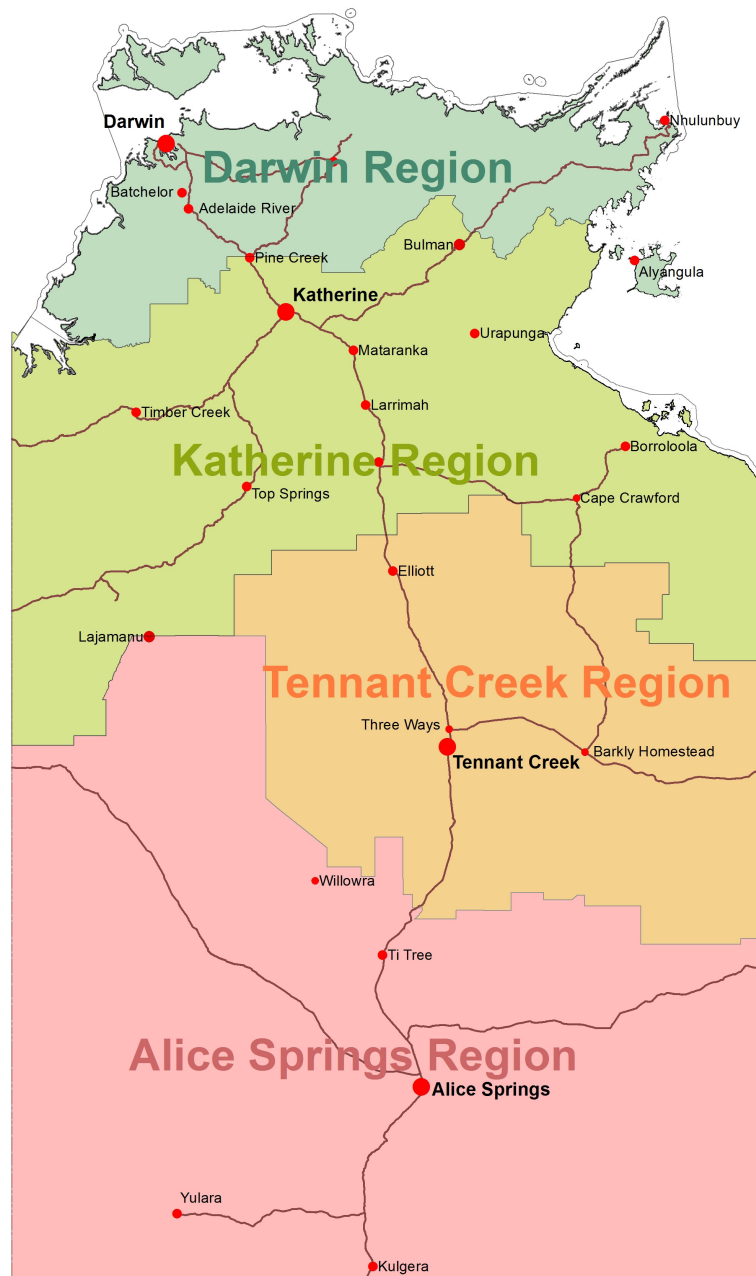 Darwin
Nhulunbuy
Darwin Region
Batchelor
Adelaide River
Bulman
Pine Creek
Alyangula
Katherine
Urapunga
Mataranka
Larrimah
Timber Creek
Borroloola
Katherine Region
Top Springs
Cape Crawford
Elliott
Lajamanu
Tennant Creek Region
Three Ways
Barkly Homestead
Tennant Creek
Willowra
Ti Tree
Alice Springs Region
Alice Springs
Yulara
Kulgera